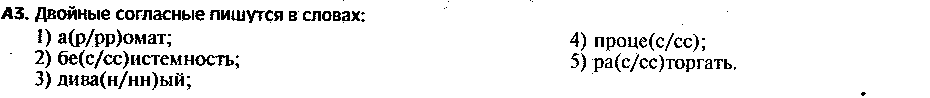 А3. Двойные согласные пишутся в словах:
1) а(р/рр)омат;
2) бе(с/сс)истемность;
3) дива(н/нн)ый;
4) проце(с/сс);
5) ра(с/сс)торгать.